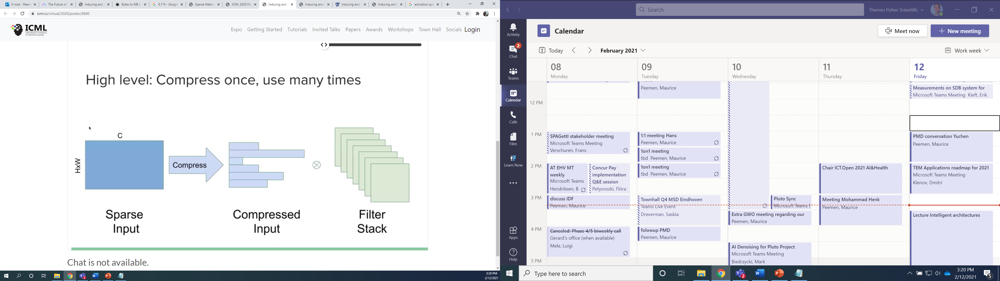 E-mail - Peem
The Future of
Inducing and
Bytes to MB C
6.1*4 - Google
Sparse Matrix
ICML 2020 Pa
Inducing and
Inducing and
Inducing and
Inducing and
activation spa
icml.cc/virtual/2020/poster/6840
ICML
International Conference
On Machine Learning
Expo Getting Started Tutorials Invited Talks Papers Awards Workshops Town Hall Socials Login
High level: Compress once, use many times
C
HxW
Compress
Sparse
Input
Compressed
Input
Filter
Stack
Chat is not available.
3:20 PM
2/12/2021
Search
Thermo Fisher Scientific
Activity
2
Chat
Teams
Calendar
Calls
Files
Learn Now
Apps
Help
Calendar
Meet now
New meeting
Today
February 2021
Work week
08
Monday
09
Tuesday
10
Wednesday
11
Thursday
12
Friday
12 PM
1 PM
2 PM
3 PM
4 PM
5 PM
SPAGettI stakeholder meeting
Microsoft Teams Meeting
Verschuren, Frans
AT EHV MT
weekly
Microsoft Teams
Hendriksen, B
Concur Pay
implementation
Q&E session
Petyovszki, Flóra
discuss IDF
Peemen, Maurice
Canceled: Phase 4/5 biweekly call
Gerard's office (when available)
Mele, Luigi
Peemen, Maurice
1:1 meeting Hans
Peemen, Maurice
1on1 meeting
tbd Peemen, Maurice
1on1 meeting
tbd Peemen, Maurice
Townhall Q4 MSD Eindhoven
Teams Live Event
Dreverman, Saskia
folowup PMD
Peemen, Maurice
Pluto Sync
Microsoft Teams
Extra GWO meeting regarding our
Peemen, Maurice
AI Denoising for Pluto Project
Microsoft Teams Meeting
Biedrzycki, Mark
Chair ICT.Open 2021 AI&Health
Meeting Mohammad Henk
Peemen, Maurice
Measurements on SDB system for
Microsoft Teams Meeting Kieft, Erik
PMD conversation Yuchen
Peemen, Maurice
TEM Applications roadmap for 2021
Microsoft Teams Meeting
Klenov, Dmitri
Lecture Intelligent architectures
Type here to search
3:20 PM
2/12/2021
5